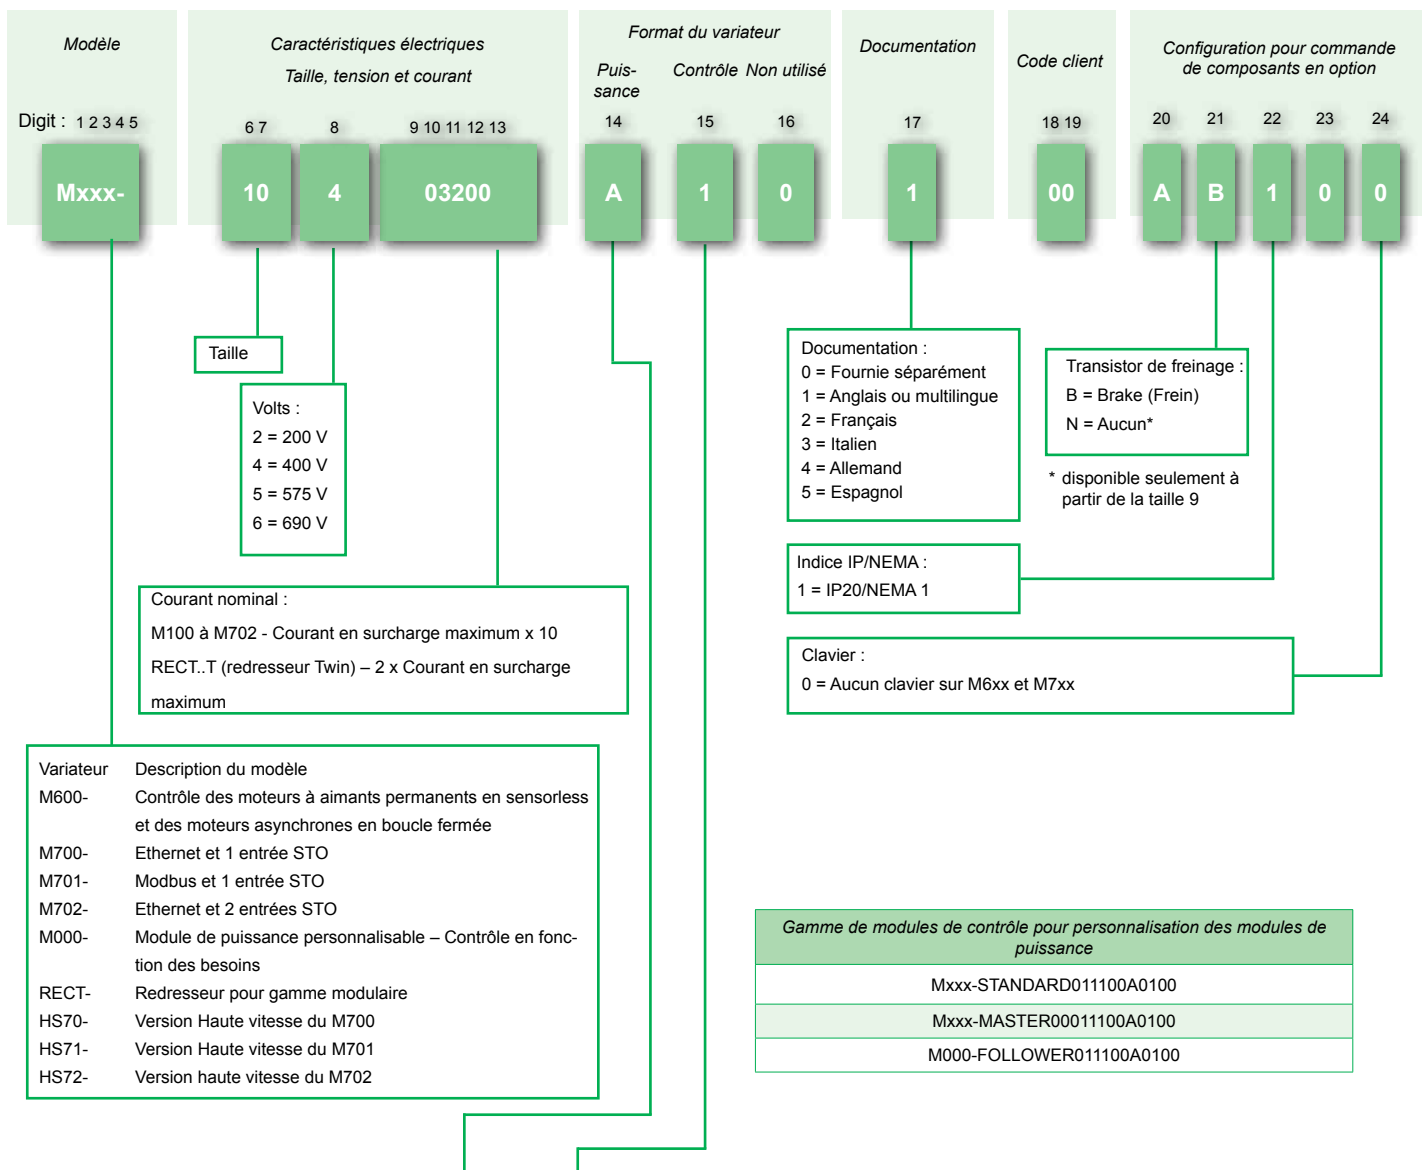 Modèle
Caractéristiques électriques
Taille, tension et courant
Format du variateur
Puis-
sance
Contrôle
Non utilisé
Documentation
Code client
Configuration pour commande
de composants en option
Digit : 1 2 3 4 5
6 7
8
9 10 11 12 13
14
15
16
17
18 19
20
21
22
23
24
Mxxx-
10
4
03200
A
1
0
1
00
A
B
1
0
0
Taille
Volts :
2 = 200 V
4 = 400 V
5 = 575 V
6 = 690 V
Documentation :
0 = Fournie séparément
1 = Anglais ou multilingue
2 = Français
3 = Italien
4 = Allemand
5 = Espagnol
Transistor de freinage :
B = Brake (Frein)
N = Aucun*
* disponible seulement à
partir de la taille 9
Indice IP/NEMA :
1 = IP20/NEMA 1
Courant nominal :
M100 à M702 - Courant en surcharge maximum x 10
RECT..T (redresseur Twin) – 2 x Courant en surcharge
maximum
Clavier :
0 = Aucun clavier sur M6xx et M7xx
Variateur Description du modèle
M600- Contrôle des moteurs à aimants permanents en sensorless
et des moteurs asynchrones en boucle fermée
M700- Ethernet et 1 entrée STO
M701- Modbus et 1 entrée STO
M702- Ethernet et 2 entrées STO
M000- Module de puissance personnalisable – Contrôle en fonc-
tion des besoins
RECT- Redresseur pour gamme modulaire
HS70- Version Haute vitesse du M700
HS71- Version Haute vitesse du M701
HS72- Version haute vitesse du M702
Gamme de modules de contrôle pour personnalisation des modules de
puissance
Mxxx-STANDARD011100A0100
Mxxx-MASTER00011100A0100
M000-FOLLOWER011100A0100